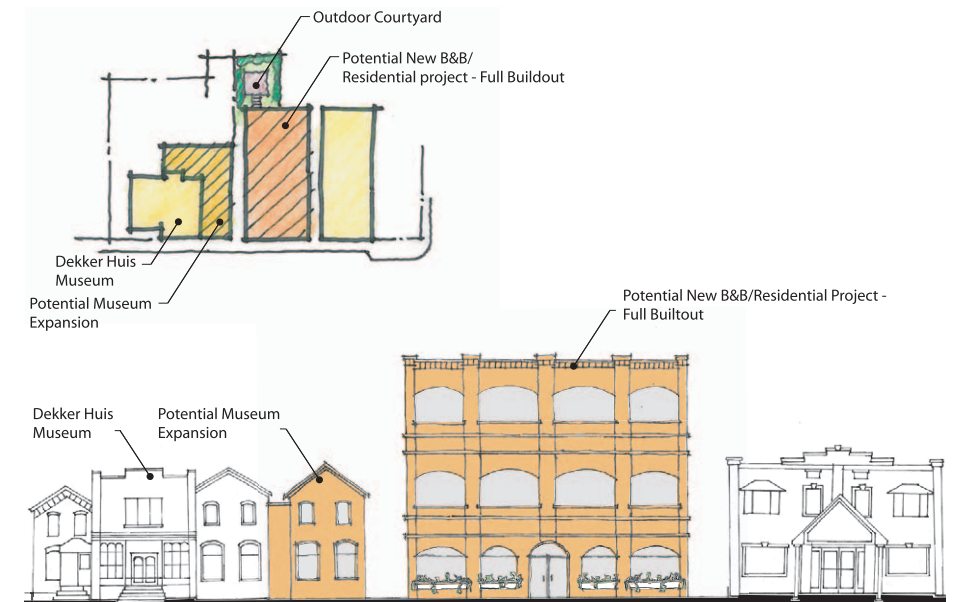 Outdoor Courtyard
Potential New B&B/
Residential project - Full Buildout
Dekker Huis
Museum
Potential Museum
Expansion
Potential New B&B/Residential Project -
Full Builtout
Dekker Huis
Museum
Potential Museum
Expansion